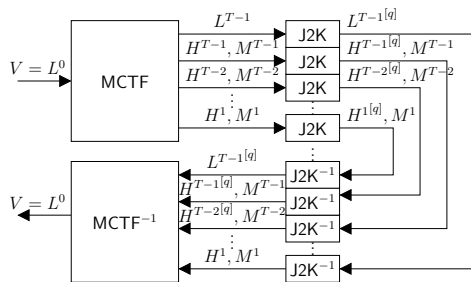 L^{T−1} J2K L^{T−1^{[q]}}
H^{T−1}, M^{T−1} J2K H^{T−1^{[q]}}, M^{T−1}
H^{T−2}, M^{T−2} J2K H^{T−2^{[q]}}, M^{T−2}
V = L^0 MCTF
⋮ ⋮
H^1, M^1 J2K H^{1^{[q]}}, M^1
⋮
L^{T−1^{[q]}} J2K^{−1}
H^{T−1^{[q]}}, M^{T−1} J2K^{−1}
H^{T−2^{[q]}}, M^{T−2} J2K^{−1}
V = L^0 MCTF^{−1}
⋮ ⋮
H^1, M^1 J2K^{−1}